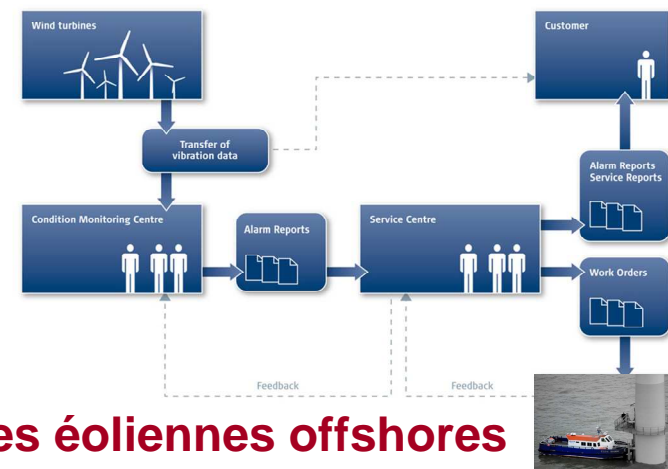 Wind turbines
Customer
Transfer of
vibration data
Alarm Reports
Service Reports
Condition Monitoring Centre
Alarm Reports
Service Centre
Work Orders
Feedback
Feedback
es éoliennes offshores